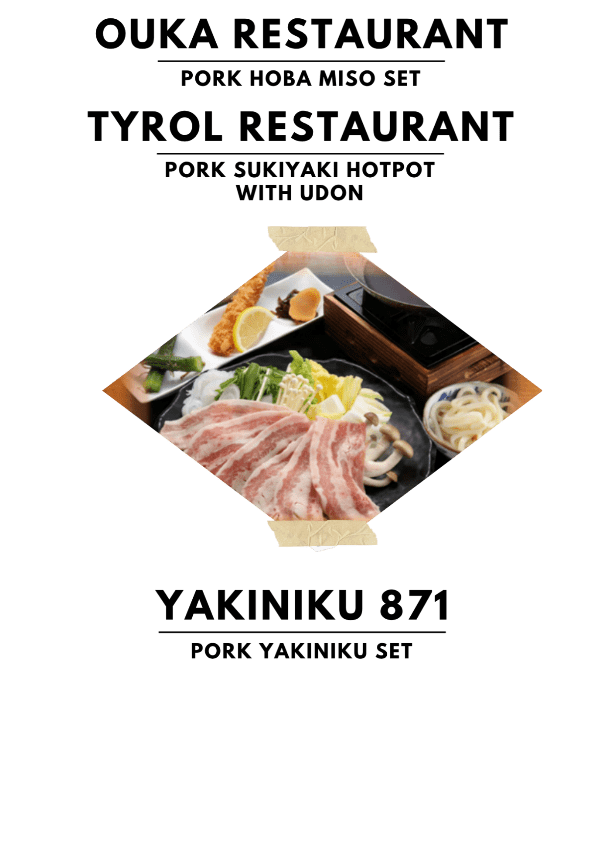 OUKA RESTAURANT
PORK HOBA MISO SET
TYROL RESTAURANT
PORK SUKIYAKI HOTPOT
WITH UDON
YAKINIKU 871
PORK YAKINIKU SET